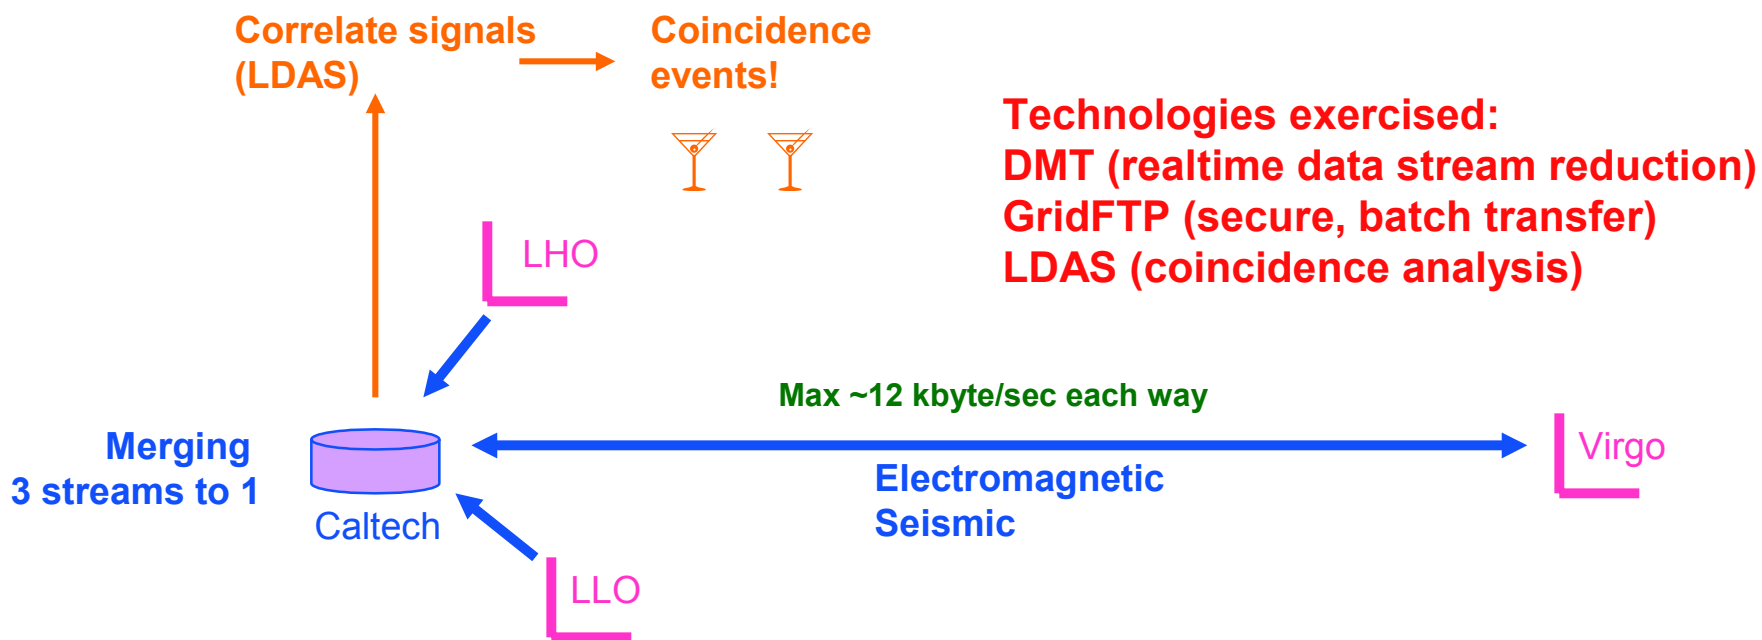 Correlate signals
(LDAS)
Coincidence
events!
Technologies exercised:
DMT (realtime data stream reduction)
GridFTP (secure, batch transfer)
LDAS (coincidence analysis)
LHO
Max ~12 kbyte/sec each way
Merging
3 streams to 1
Caltech
Electromagnetic
Seismic
Virgo
LLO